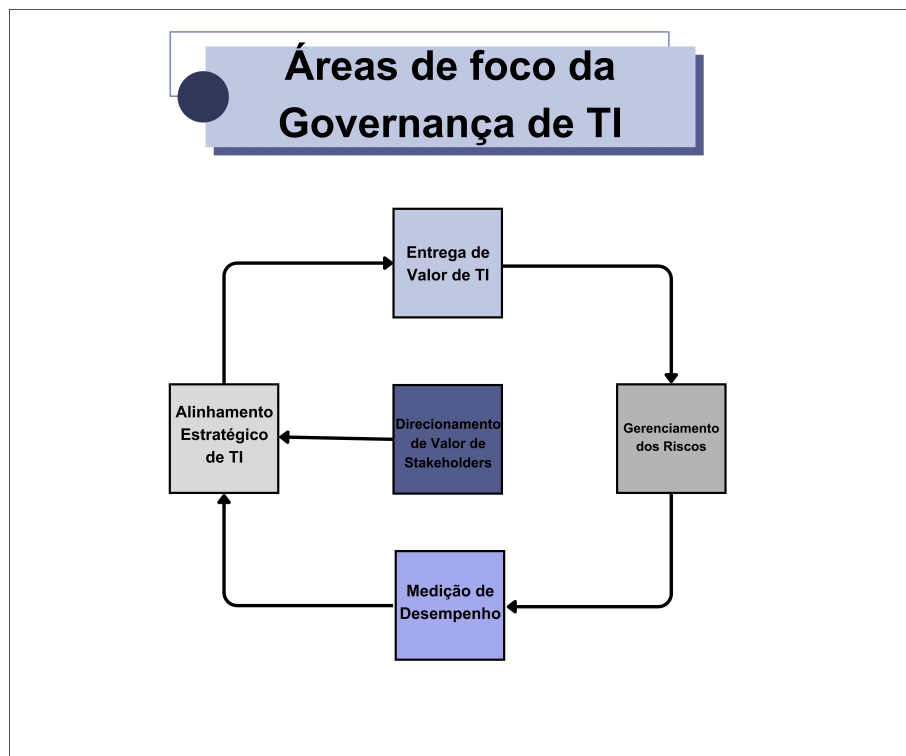 Áreas de foco da
Governança de TI
Entrega de
Valor de TI
Alinhamento
Estratégico
de TI
Direcionamento
de Valor de
Stakeholders
Gerenciamento
dos Riscos
Medição de
Desempenho